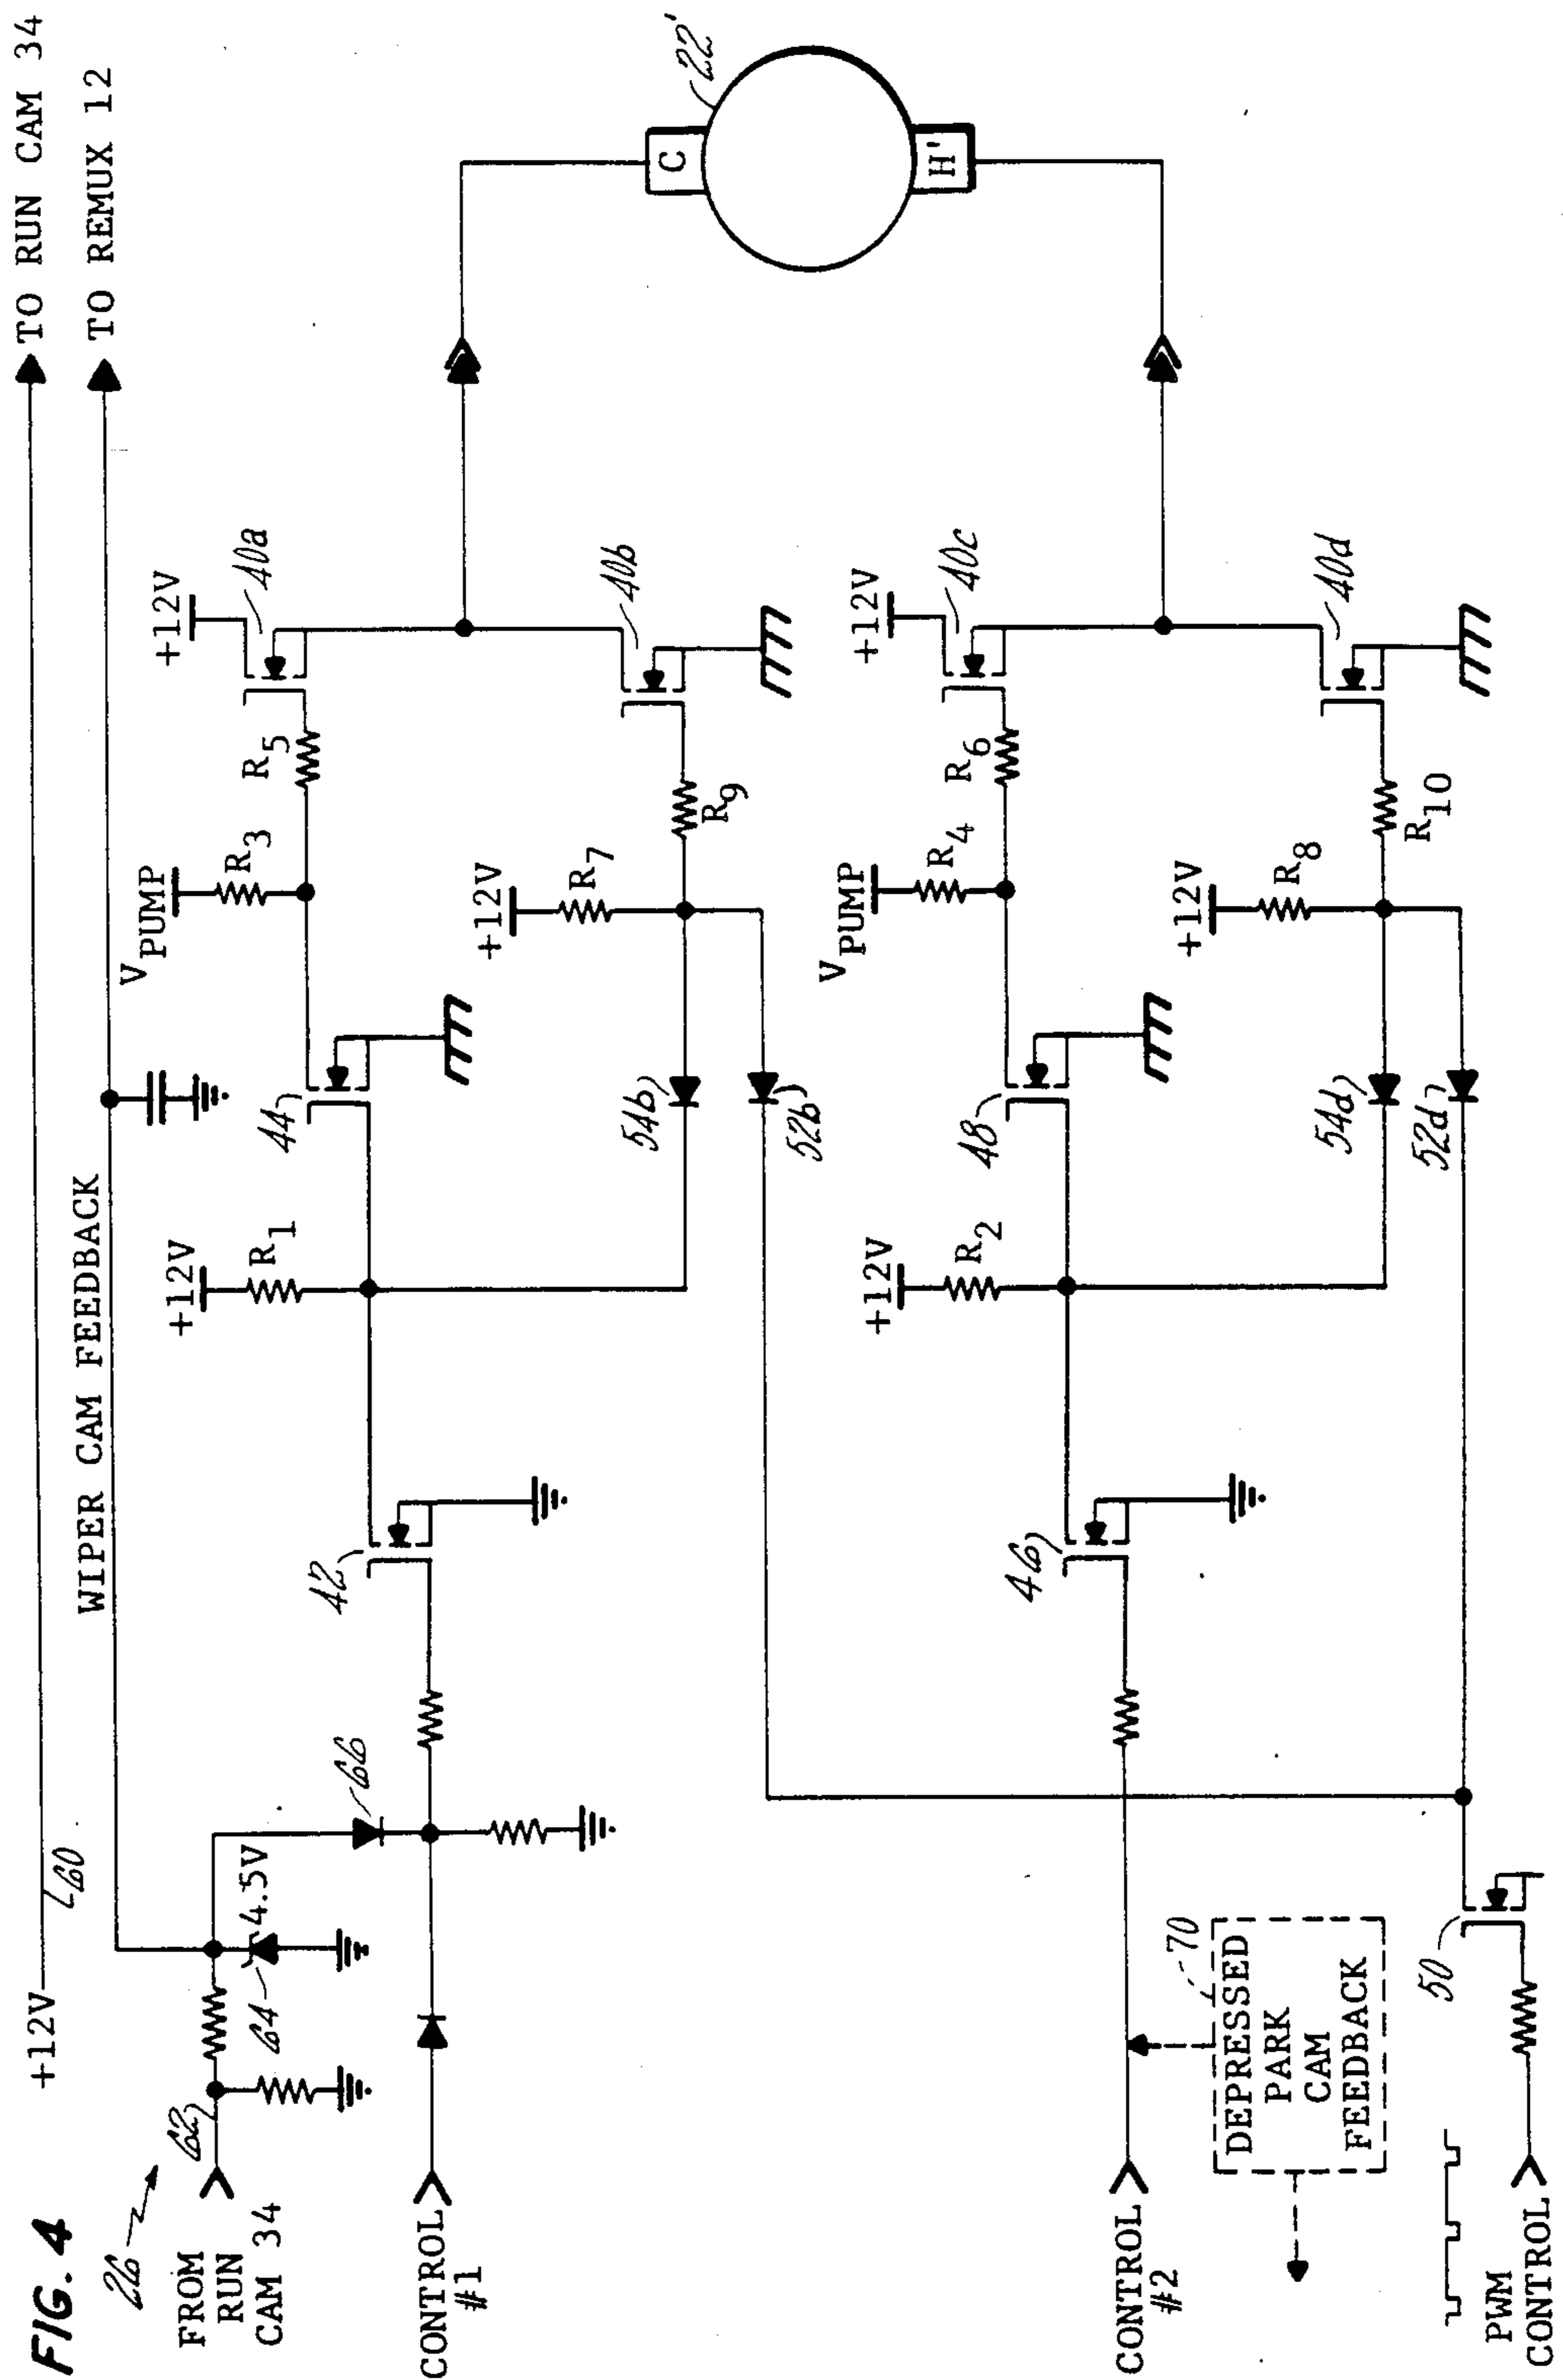 FIG. 4
26
+12V
60
TO RUN CAM 34
WIPER CAM FEEDBACK
TO REMUX 12
FROM
RUN
CAM 34
62
64
4.5V
66
CONTROL
#1
42
+12V
R1
44
VPUMP
R3
R5
+12V
40a
54b
52b
+12V
R7
R9
40b
C
22'
H'
CONTROL
#2
46
+12V
R2
48
VPUMP
R4
R6
+12V
40c
54d
52d
+12V
R8
R10
40d
70
DEPRESSED
PARK
CAM
FEEDBACK
PWM
CONTROL
50